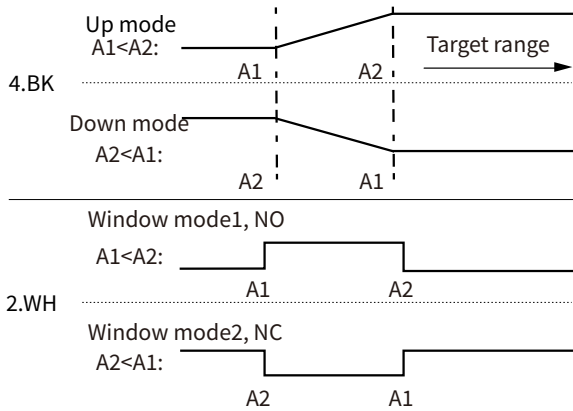 Up mode
A1<A2:
A1
A2
Target range
4.BK
Down mode
A2<A1:
A2
A1
Window mode1, NO
A1<A2:
A1
A2
2.WH
Window mode2, NC
A2<A1:
A2
A1